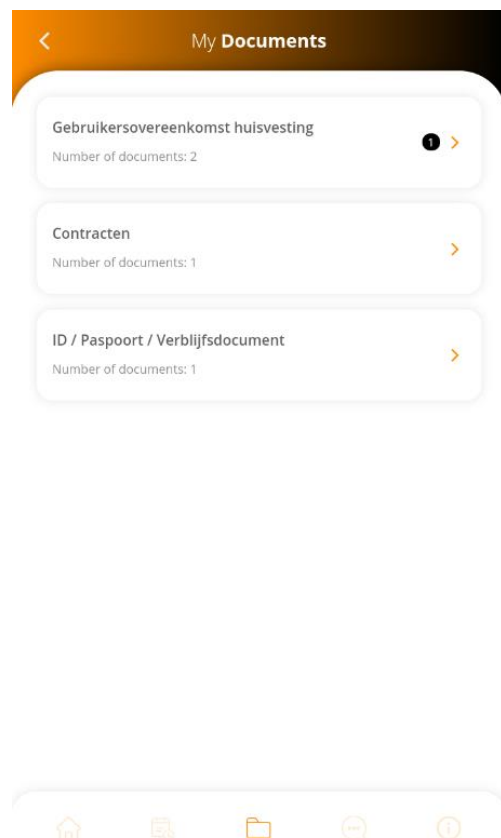 My Documents
Gebruikersovereenkomst huisvesting
Number of documents: 2
1
Contracten
Number of documents: 1
ID / Paspoort / Verblijfsdocument
Number of documents: 1